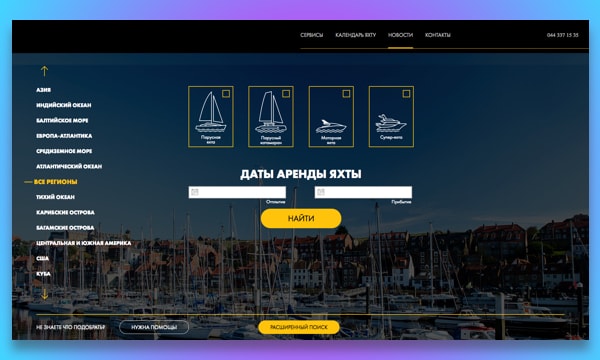 СЕРВИСЫ КАЛЕНДАРЬ ЯХТУ НОВОСТИ КОНТАКТЫ 044 337 15 35
АЗИЯ
ИНДИЙСКИЙ ОКЕАН
БАЛТИЙСКОЕ МОРЕ
ЕВРОПА-АТЛАНТИКА
СРЕДИЗЕМНОЕ МОРЕ
АТЛАНТИЧЕСКИЙ ОКЕАН
ВСЕ РЕГИОНЫ
ТИХИЙ ОКЕАН
КАРИБСКИЕ ОСТРОВА
БАГАМСКИЕ ОСТРОВА
ЦЕНТРАЛЬНАЯ И ЮЖНАЯ АМЕРИКА
США
КУБА
Парусная яхта
Парусный катамаран
Моторная яхта
Супер-яхта
ДАТЫ АРЕНДЫ ЯХТЫ
Отплытие Прибытие
НАЙТИ
НЕ ЗНАЕТЕ ЧТО ПОДОБРАТЬ? НУЖНА ПОМОЩЬ! РАСШИРЕННЫЙ ПОИСК